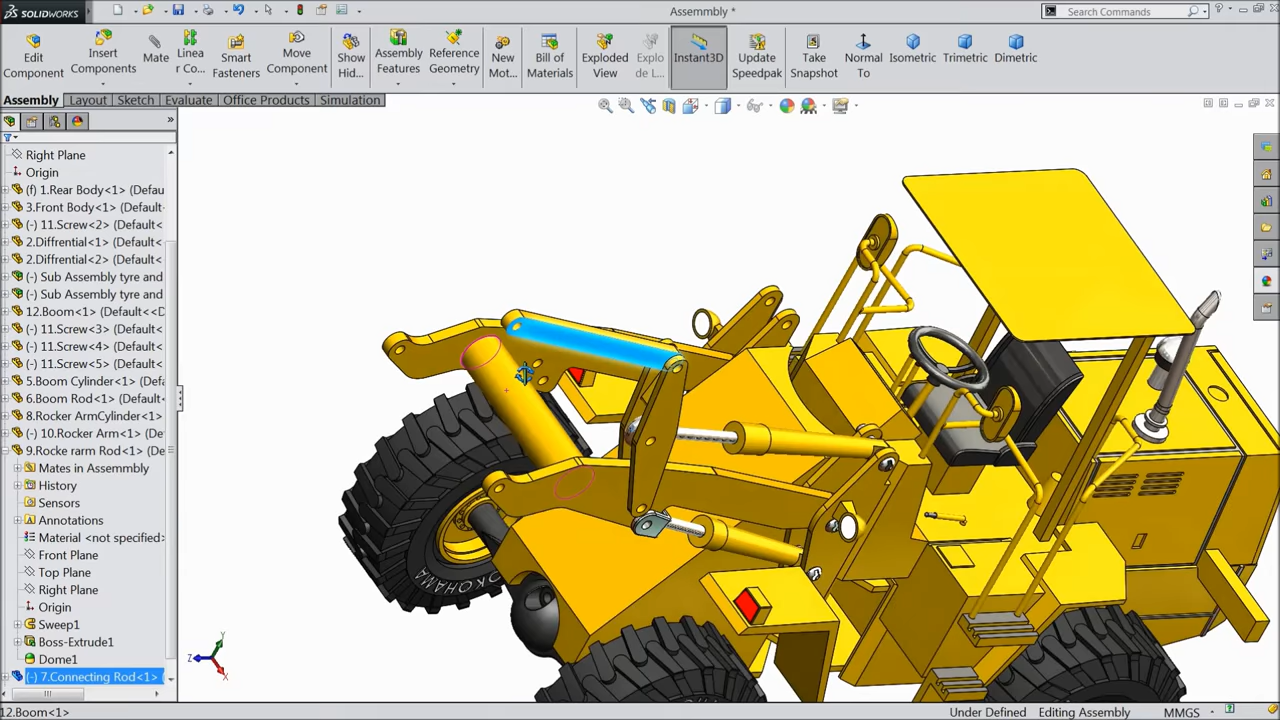 SOLIDWORKS
Assemmbly *
Search Commands
Edit Component
Insert Components
Mate
Linea r Co...
Smart Fasteners
Move Component
Show Hid...
Assembly Features
Reference Geometry
New Mot...
Bill of Materials
Exploded View
Explo de L...
Instant3D
Update Speedpak
Take Snapshot
Normal To
Isometric
Trimetric
Dimetric
Assembly
Layout
Sketch
Evaluate
Office Products
Simulation
Right Plane
Origin
(f) 1.Rear Body<1> (Defau
3.Front Body<1> (Default
(-) 11.Screw<2> (Default<
2.Diffrential<1> (Default<
2.Diffrential<2> (Default<
(-) Sub Assembly tyre and
(-) Sub Assembly tyre and
12.Boom<1> (Default<<D
(-) 11.Screw<3> (Default<
(-) 11.Screw<4> (Default<
(-) 11.Screw<5> (Default<
5.Boom Cylinder<1> (Def
6.Boom Rod<1> (Default<
8.Rocker ArmCylinder<1>
(-) 10.Rocker Arm<1> (De
9.Rocke rarm Rod<1> (De
Mates in Assemmbly
History
Sensors
Annotations
Material <not specified>
Front Plane
Top Plane
Right Plane
Origin
Sweep1
Boss-Extrude1
Dome1
(-) 7.Connecting Rod<1> (
YOKOHAMA
Y
Z
X
12.Boom<1>
Under Defined
Editing Assembly
MMGS